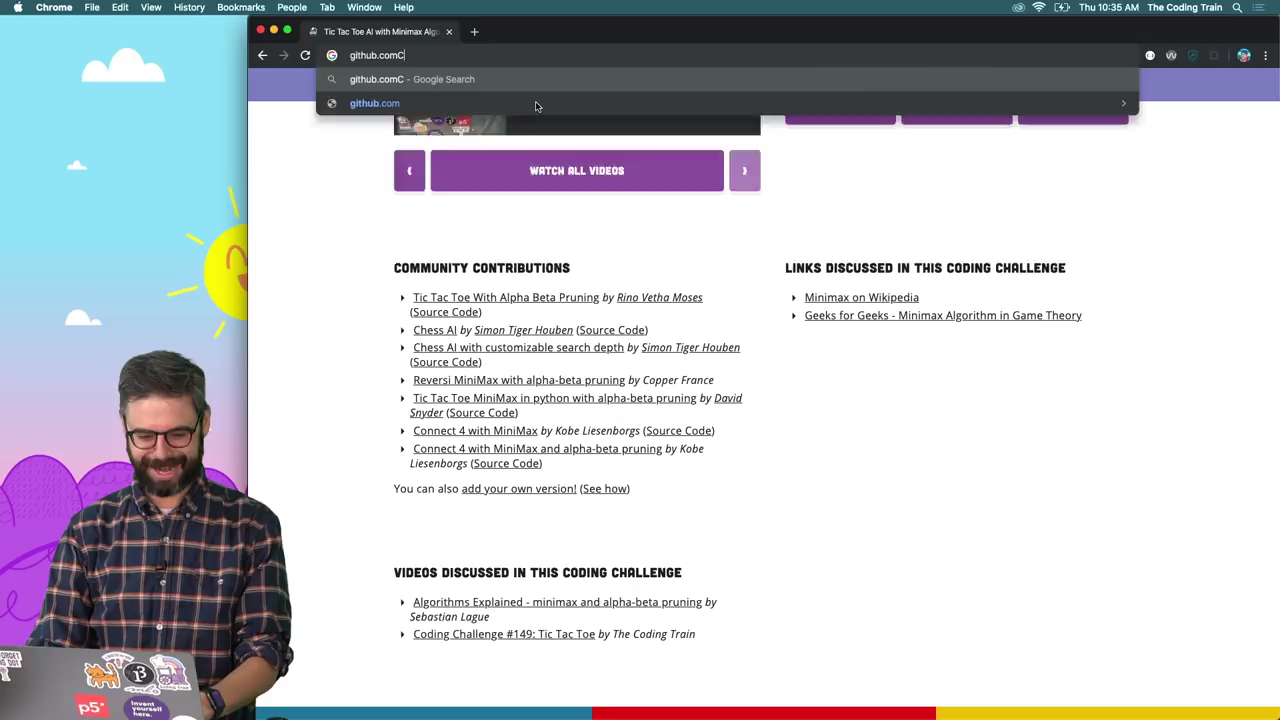 Chrome File Edit View History Bookmarks People Tab Window Help Thu 10:35 AM The Coding Train
Tic Tac Toe AI with Minimax Algo
github.comC
github.comC - Google Search
github.com
WATCH ALL VIDEOS
COMMUNITY CONTRIBUTIONS
Tic Tac Toe With Alpha Beta Pruning by Rino Vetha Moses
(Source Code)
Chess AI by Simon Tiger Houben (Source Code)
Chess AI with customizable search depth by Simon Tiger Houben
(Source Code)
Reversi MiniMax with alpha-beta pruning by Copper France
Tic Tac Toe MiniMax in python with alpha-beta pruning by David
Snyder (Source Code)
Connect 4 with MiniMax by Kobe Liesenborgs (Source Code)
Connect 4 with MiniMax and alpha-beta pruning by Kobe
Liesenborgs (Source Code)
You can also add your own version! (See how)
LINKS DISCUSSED IN THIS CODING CHALLENGE
Minimax on Wikipedia
Geeks for Geeks - Minimax Algorithm in Game Theory
VIDEOS DISCUSSED IN THIS CODING CHALLENGE
Algorithms Explained - minimax and alpha-beta pruning by
Sebastian Lague
Coding Challenge #149: Tic Tac Toe by The Coding Train
p5*
Invent
yourself
here.